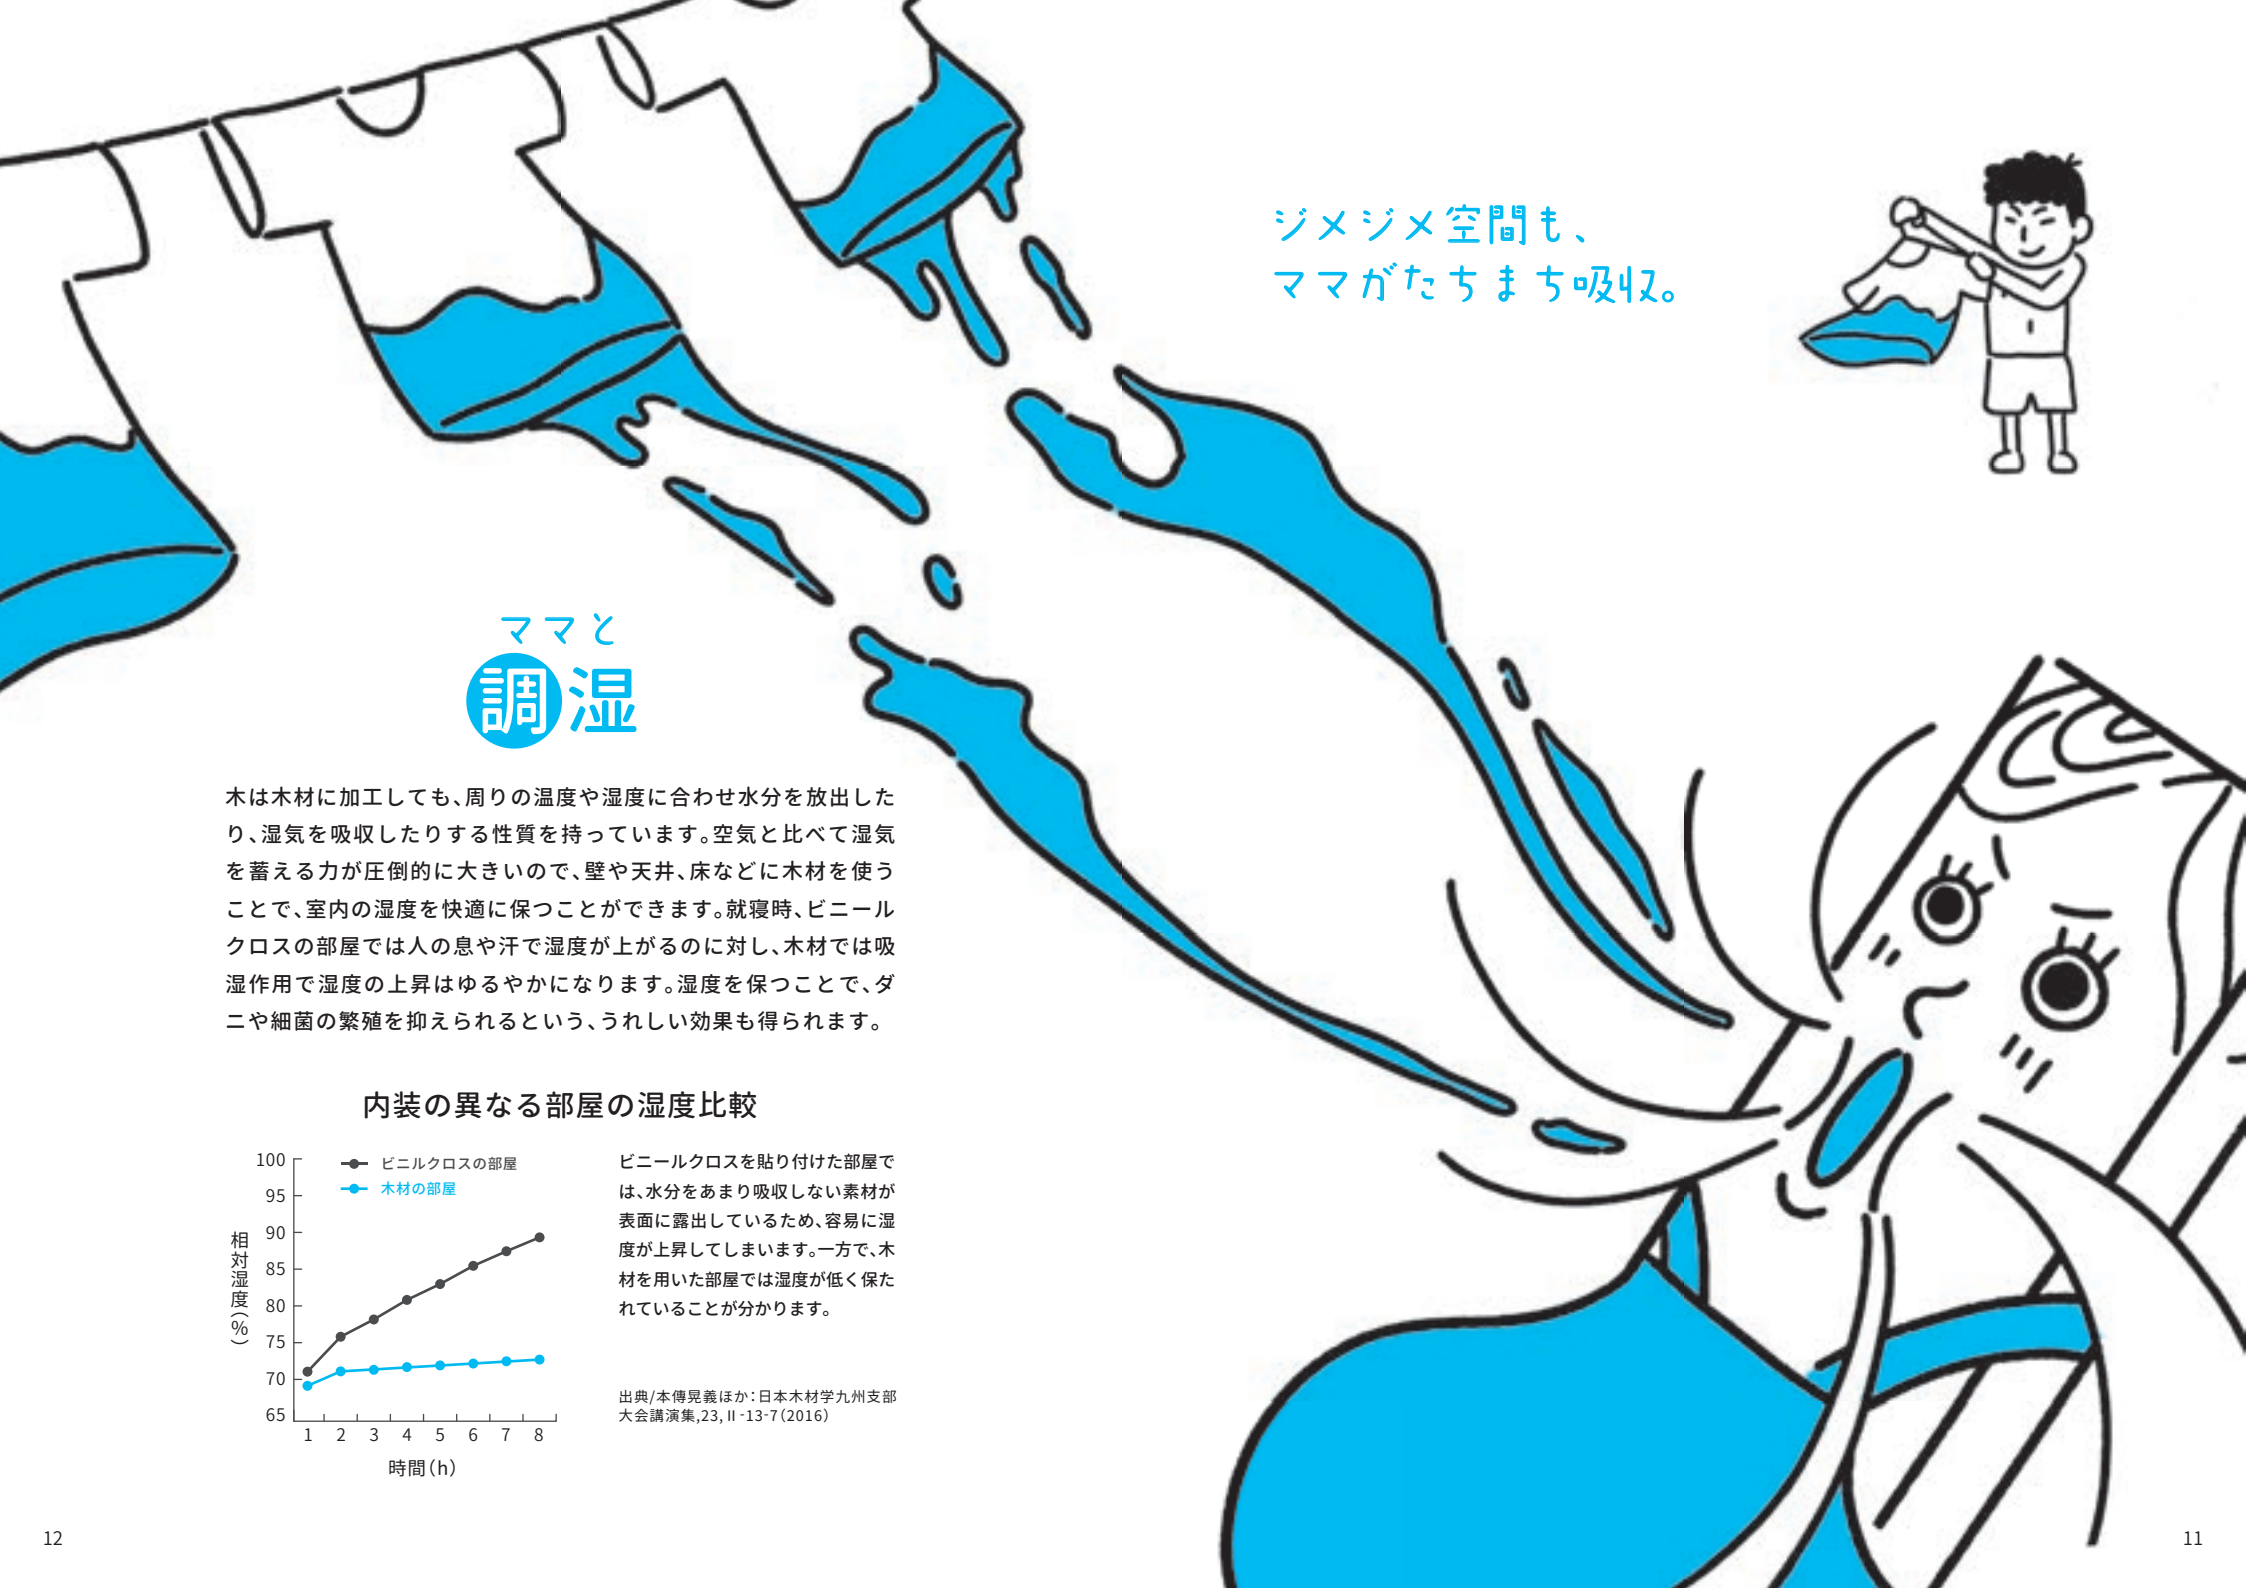 ジメジメ空間も、
ママがたちまち吸収。
ママと
調湿
木は木材に加工しても、周りの温度や湿度に合わせ水分を放出した
り、湿気を吸収したりする性質を持っています。空気と比べて湿気
を蓄える力が圧倒的に大きいので、壁や天井、床などに木材を使う
ことで、室内の湿度を快適に保つことができます。就寝時、ビニール
クロスの部屋では人の息や汗で湿度が上がるのに対し、木材では吸
湿作用で湿度の上昇はゆるやかになります。湿度を保つことで、ダ
ニや細菌の繁殖を抑えられるという、うれしい効果も得られます。
内装の異なる部屋の湿度比較
ビニルクロスの部屋
木材の部屋
相対湿度(%)
100
95
90
85
80
75
70
65
1 2 3 4 5 6 7 8
時間(h)
ビニールクロスを貼り付けた部屋で
は、水分をあまり吸収しない素材が
表面に露出しているため、容易に湿
度が上昇してしまいます。一方で、木
材を用いた部屋では湿度が低く保た
れていることが分かります。
出典/本傳晃義ほか:日本木材学九州支部
大会講演集,23,Ⅱ-13-7(2016)
12
11